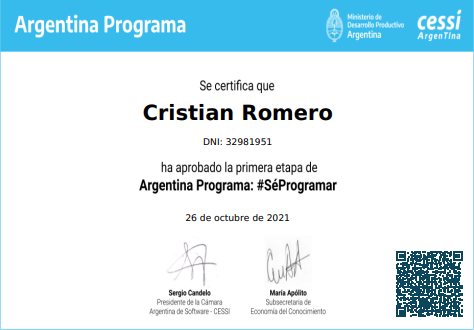 Argentina Programa
Ministerio de
Desarrollo Productivo
Argentina
cessi
ArgenTIna
Se certifica que
Cristian Romero
DNI: 32981951
ha aprobado la primera etapa de
Argentina Programa: #SéProgramar
26 de octubre de 2021
Sergio Candelo
Presidente de la Cámara
Argentina de Software - CESSI
María Apólito
Subsecretaria de
Economía del Conocimiento